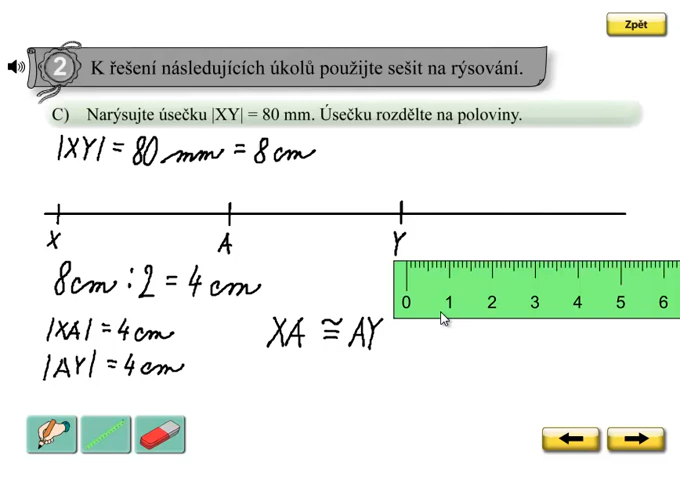 Zpět
2 K řešení následujících úkolů použijte sešit na rýsování.
C) Narýsujte úsečku |XY| = 80 mm. Úsečku rozdělte na poloviny.
|XY| = 80 mm = 8 cm
X A Y
8 cm : 2 = 4 cm
0 1 2 3 4 5 6
|XA| = 4 cm
XA ≅ AY
|AY| = 4 cm